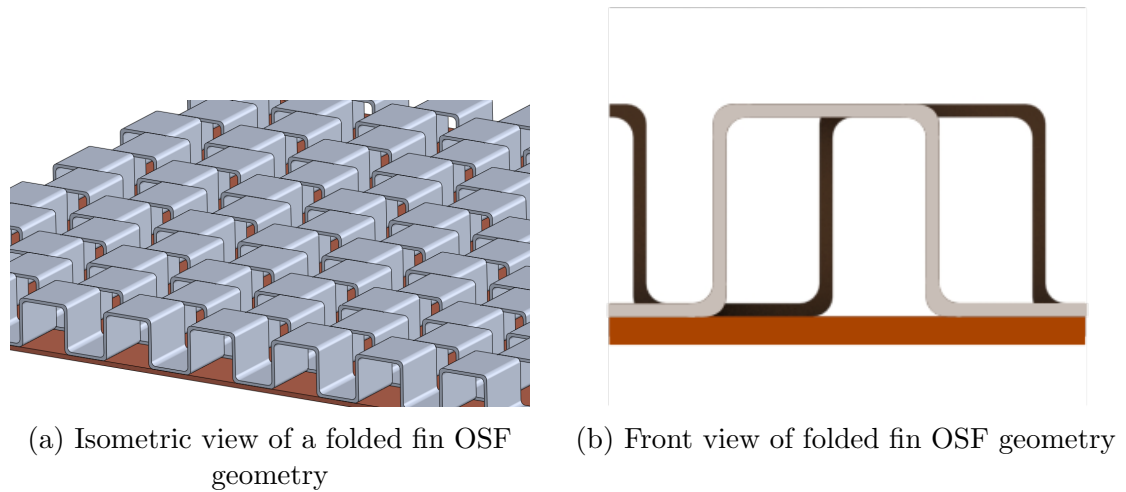 (a) Isometric view of a folded fin OSF
geometry
(b) Front view of folded fin OSF geometry